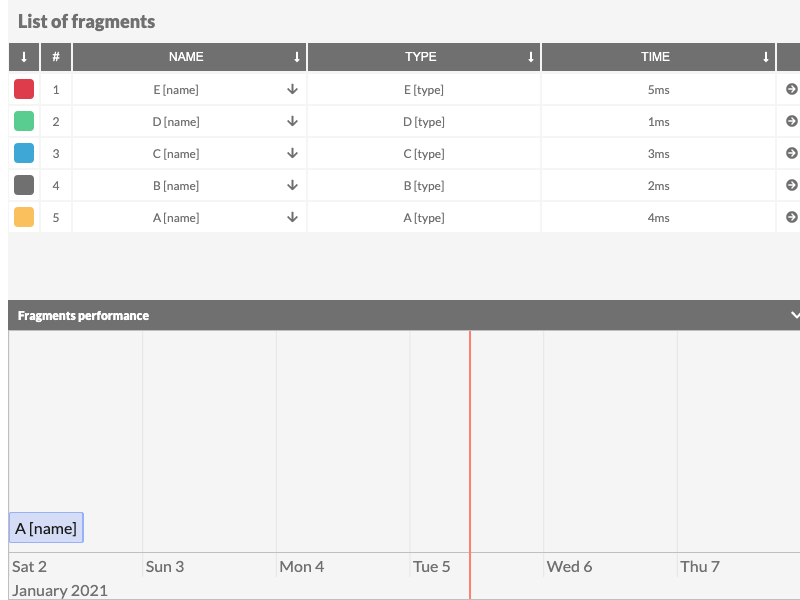 List of fragments
# NAME TYPE TIME
1 E [name] E [type] 5ms
2 D [name] D [type] 1ms
3 C [name] C [type] 3ms
4 B [name] B [type] 2ms
5 A [name] A [type] 4ms
Fragments performance
A [name]
Sat 2 Sun 3 Mon 4 Tue 5 Wed 6 Thu 7
January 2021